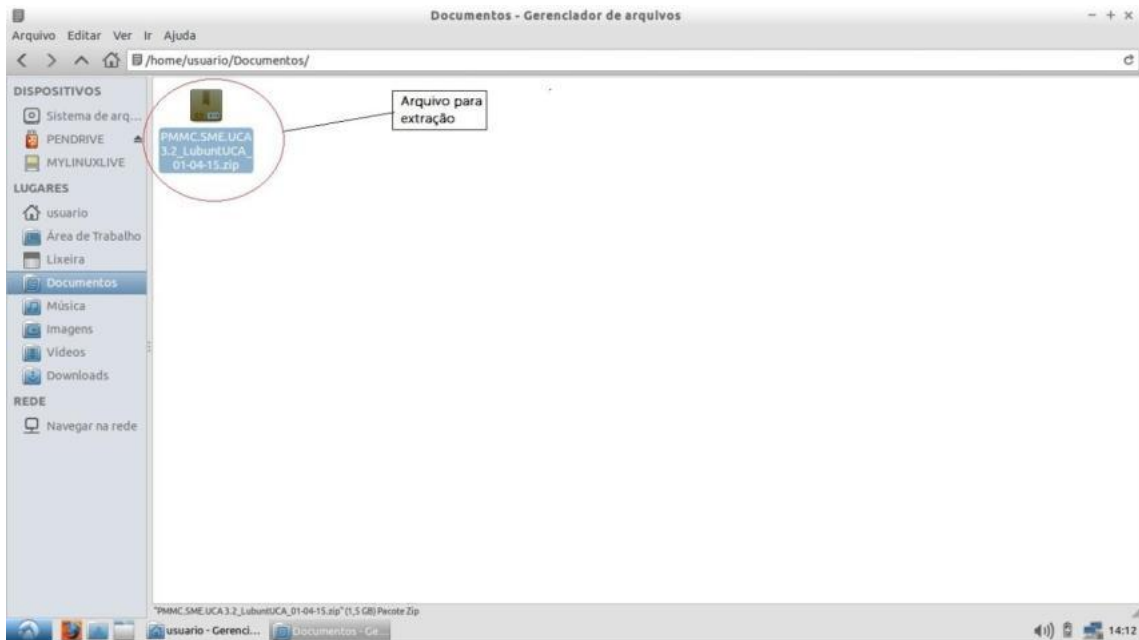 Documentos - Gerenciador de arquivos
Arquivo Editar Ver Ir Ajuda
/home/usuario/Documentos/
DISPOSITIVOS
Sistema de arq...
PENDRIVE
MYLINUXLIVE
LUGARES
usuario
Área de Trabalho
Lixeira
Documentos
Música
Imagens
Vídeos
Downloads
REDE
Navegar na rede
PMMC.SME.UCA
3.2_LubuntUCA_
01-04-15.zip
Arquivo para
extração
"PMMC.SME.UCA 3.2_LubuntUCA_01-04-15.zip" (1,5 GB) Pacote Zip
usuario - Gerenci...
Documentos - Ge...
14:12